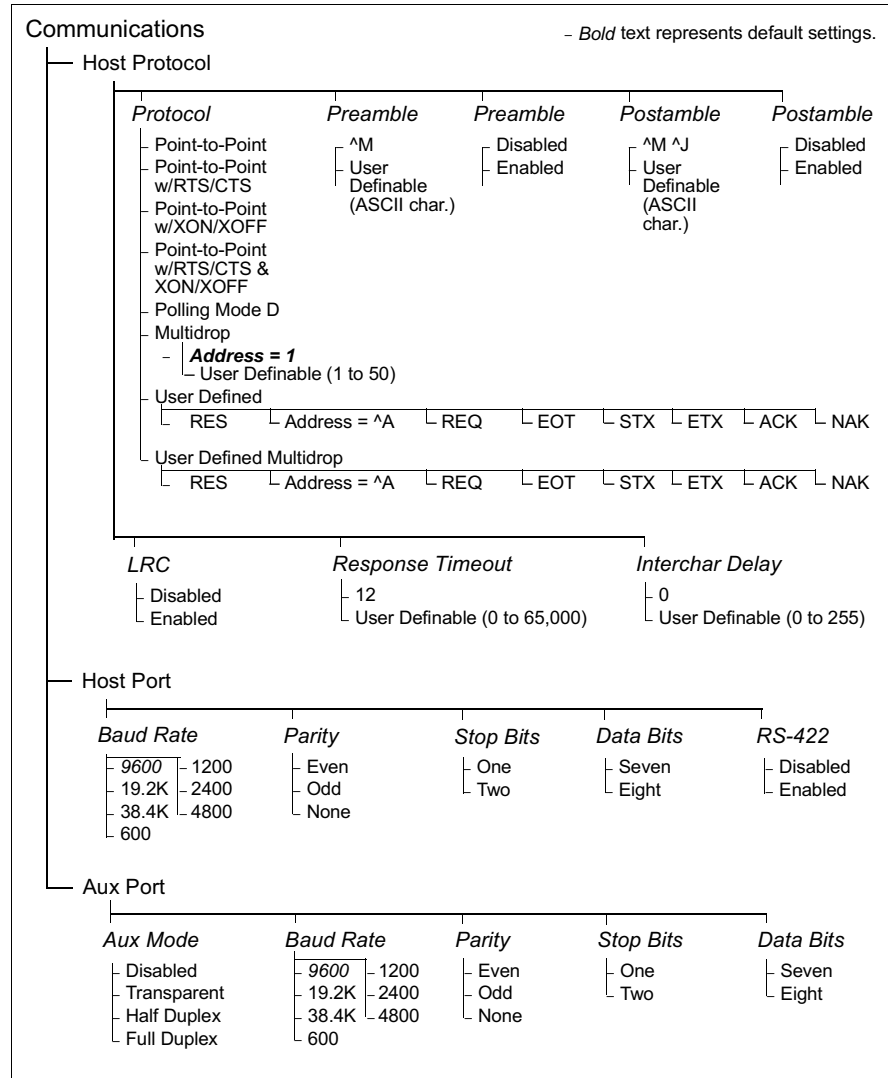 Communications
– Bold text represents default settings.
Host Protocol
Protocol
Point-to-Point
Point-to-Point
w/RTS/CTS
Point-to-Point
w/XON/XOFF
Point-to-Point
w/RTS/CTS &
XON/XOFF
Polling Mode D
Multidrop
Address = 1
User Definable (1 to 50)
User Defined
RES Address = ^A REQ EOT STX ETX ACK NAK
User Defined Multidrop
RES Address = ^A REQ EOT STX ETX ACK NAK
Preamble
^M
User
Definable
(ASCII char.)
Preamble
Disabled
Enabled
Postamble
^M ^J
User
Definable
(ASCII
char.)
Postamble
Disabled
Enabled
LRC
Disabled
Enabled
Response Timeout
12
User Definable (0 to 65,000)
Interchar Delay
0
User Definable (0 to 255)
Host Port
Baud Rate
9600 1200
19.2K 2400
38.4K 4800
600
Parity
Even
Odd
None
Stop Bits
One
Two
Data Bits
Seven
Eight
RS-422
Disabled
Enabled
Aux Port
Aux Mode
Disabled
Transparent
Half Duplex
Full Duplex
Baud Rate
9600 1200
19.2K 2400
38.4K 4800
600
Parity
Even
Odd
None
Stop Bits
One
Two
Data Bits
Seven
Eight